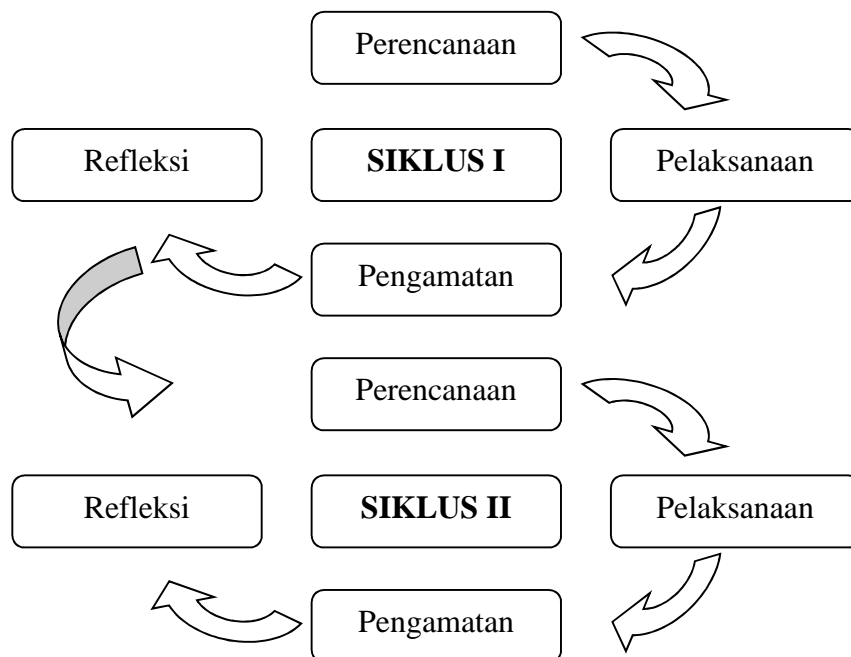 Perencanaan
Refleksi
SIKLUS I
Pelaksanaan
Pengamatan
Perencanaan
Refleksi
SIKLUS II
Pelaksanaan
Pengamatan